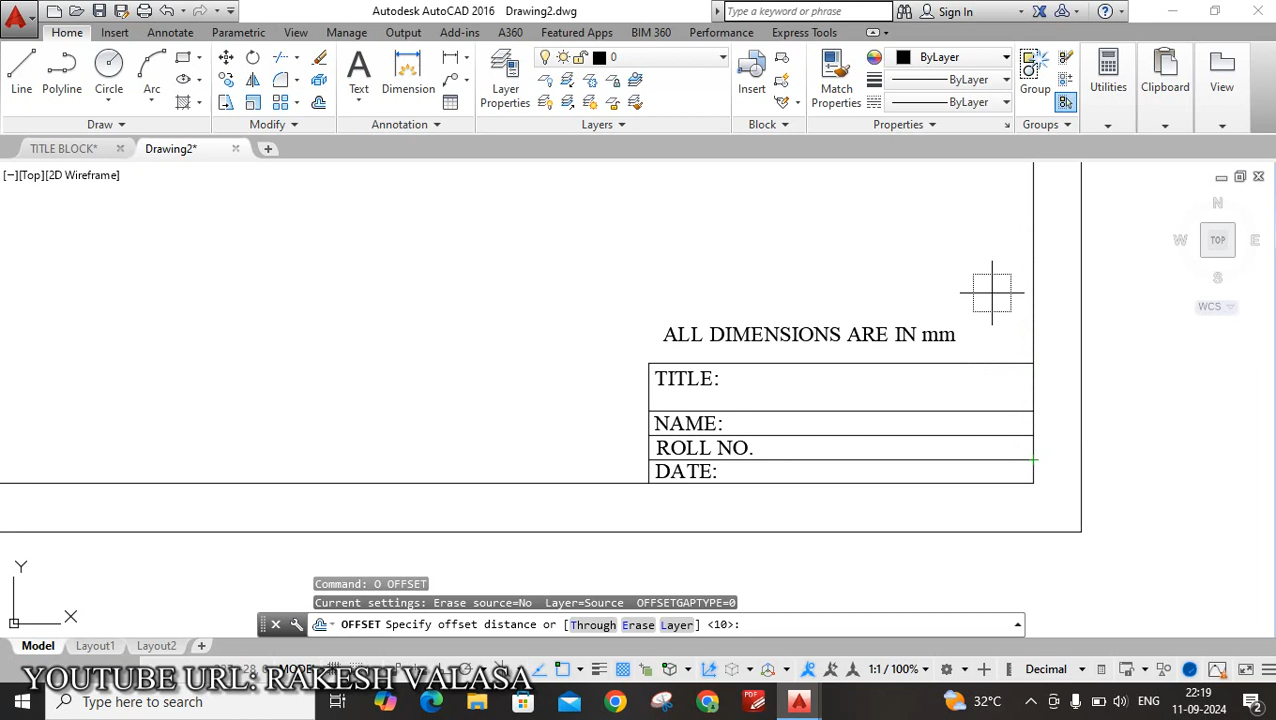 Autodesk AutoCAD 2016 Drawing2.dwg
Type a keyword or phrase
Sign In
Home Insert Annotate Parametric View Manage Output Add-ins A360 Featured Apps BIM 360 Performance Express Tools
Line Polyline Circle Arc
Text Dimension
Layer Properties
0
Insert
Match Properties
ByLayer
ByLayer
ByLayer
Group
Utilities
Clipboard
View
Draw Modify Annotation Layers Block Properties Groups
TITLE BLOCK* Drawing2*
[−][Top][2D Wireframe]
N
W TOP E
S
WCS
ALL DIMENSIONS ARE IN mm
TITLE:
NAME:
ROLL NO.
DATE:
Y
X
Command: O OFFSET
Current settings: Erase source=No Layer=Source OFFSETGAPTYPE=0
OFFSET Specify offset distance or [Through Erase Layer] <10>:
Model Layout1 Layout2
MODEL
1:1 / 100%
Decimal
YOUTUBE URL: RAKESH VALASA
Type here to search
32°C
ENG
22:19
11-09-2024